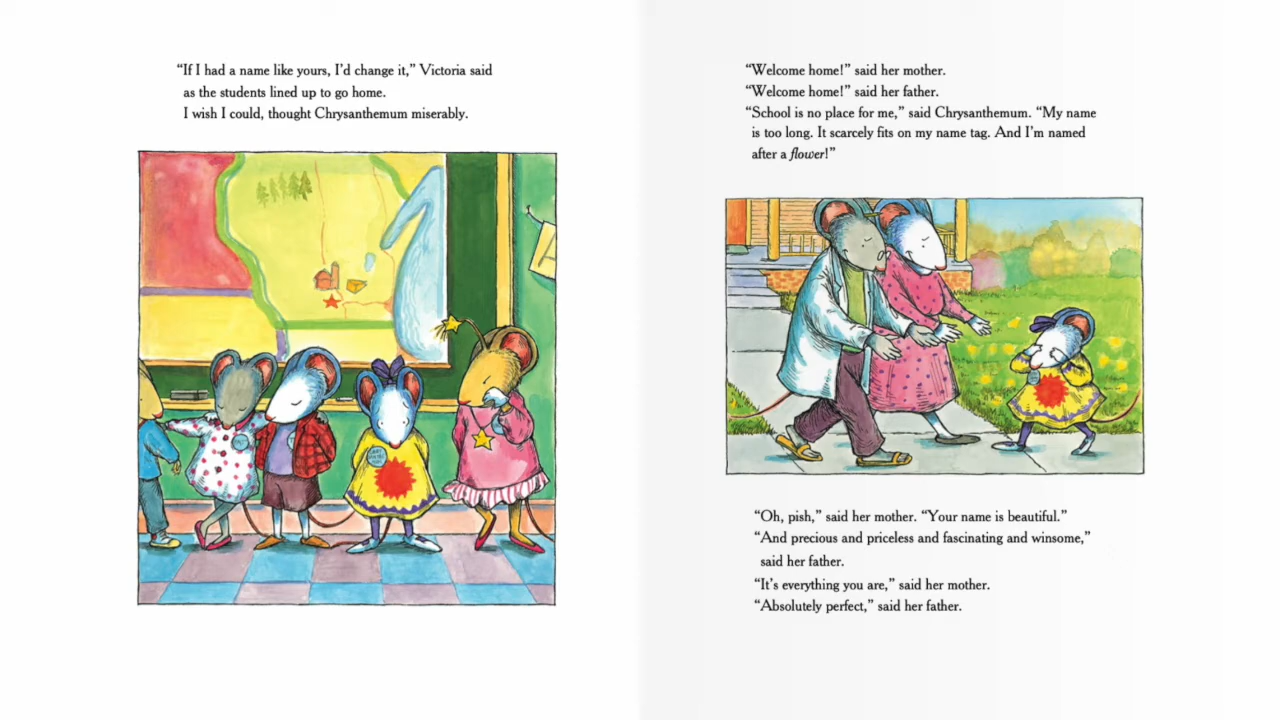 “If I had a name like yours, I’d change it,” Victoria said
as the students lined up to go home.
I wish I could, thought Chrysanthemum miserably.
“Welcome home!” said her mother.
“Welcome home!” said her father.
“School is no place for me,” said Chrysanthemum. “My name
is too long. It scarcely fits on my name tag. And I’m named
after a flower!”
“Oh, pish,” said her mother. “Your name is beautiful.”
“And precious and priceless and fascinating and winsome,”
said her father.
“It’s everything you are,” said her mother.
“Absolutely perfect,” said her father.